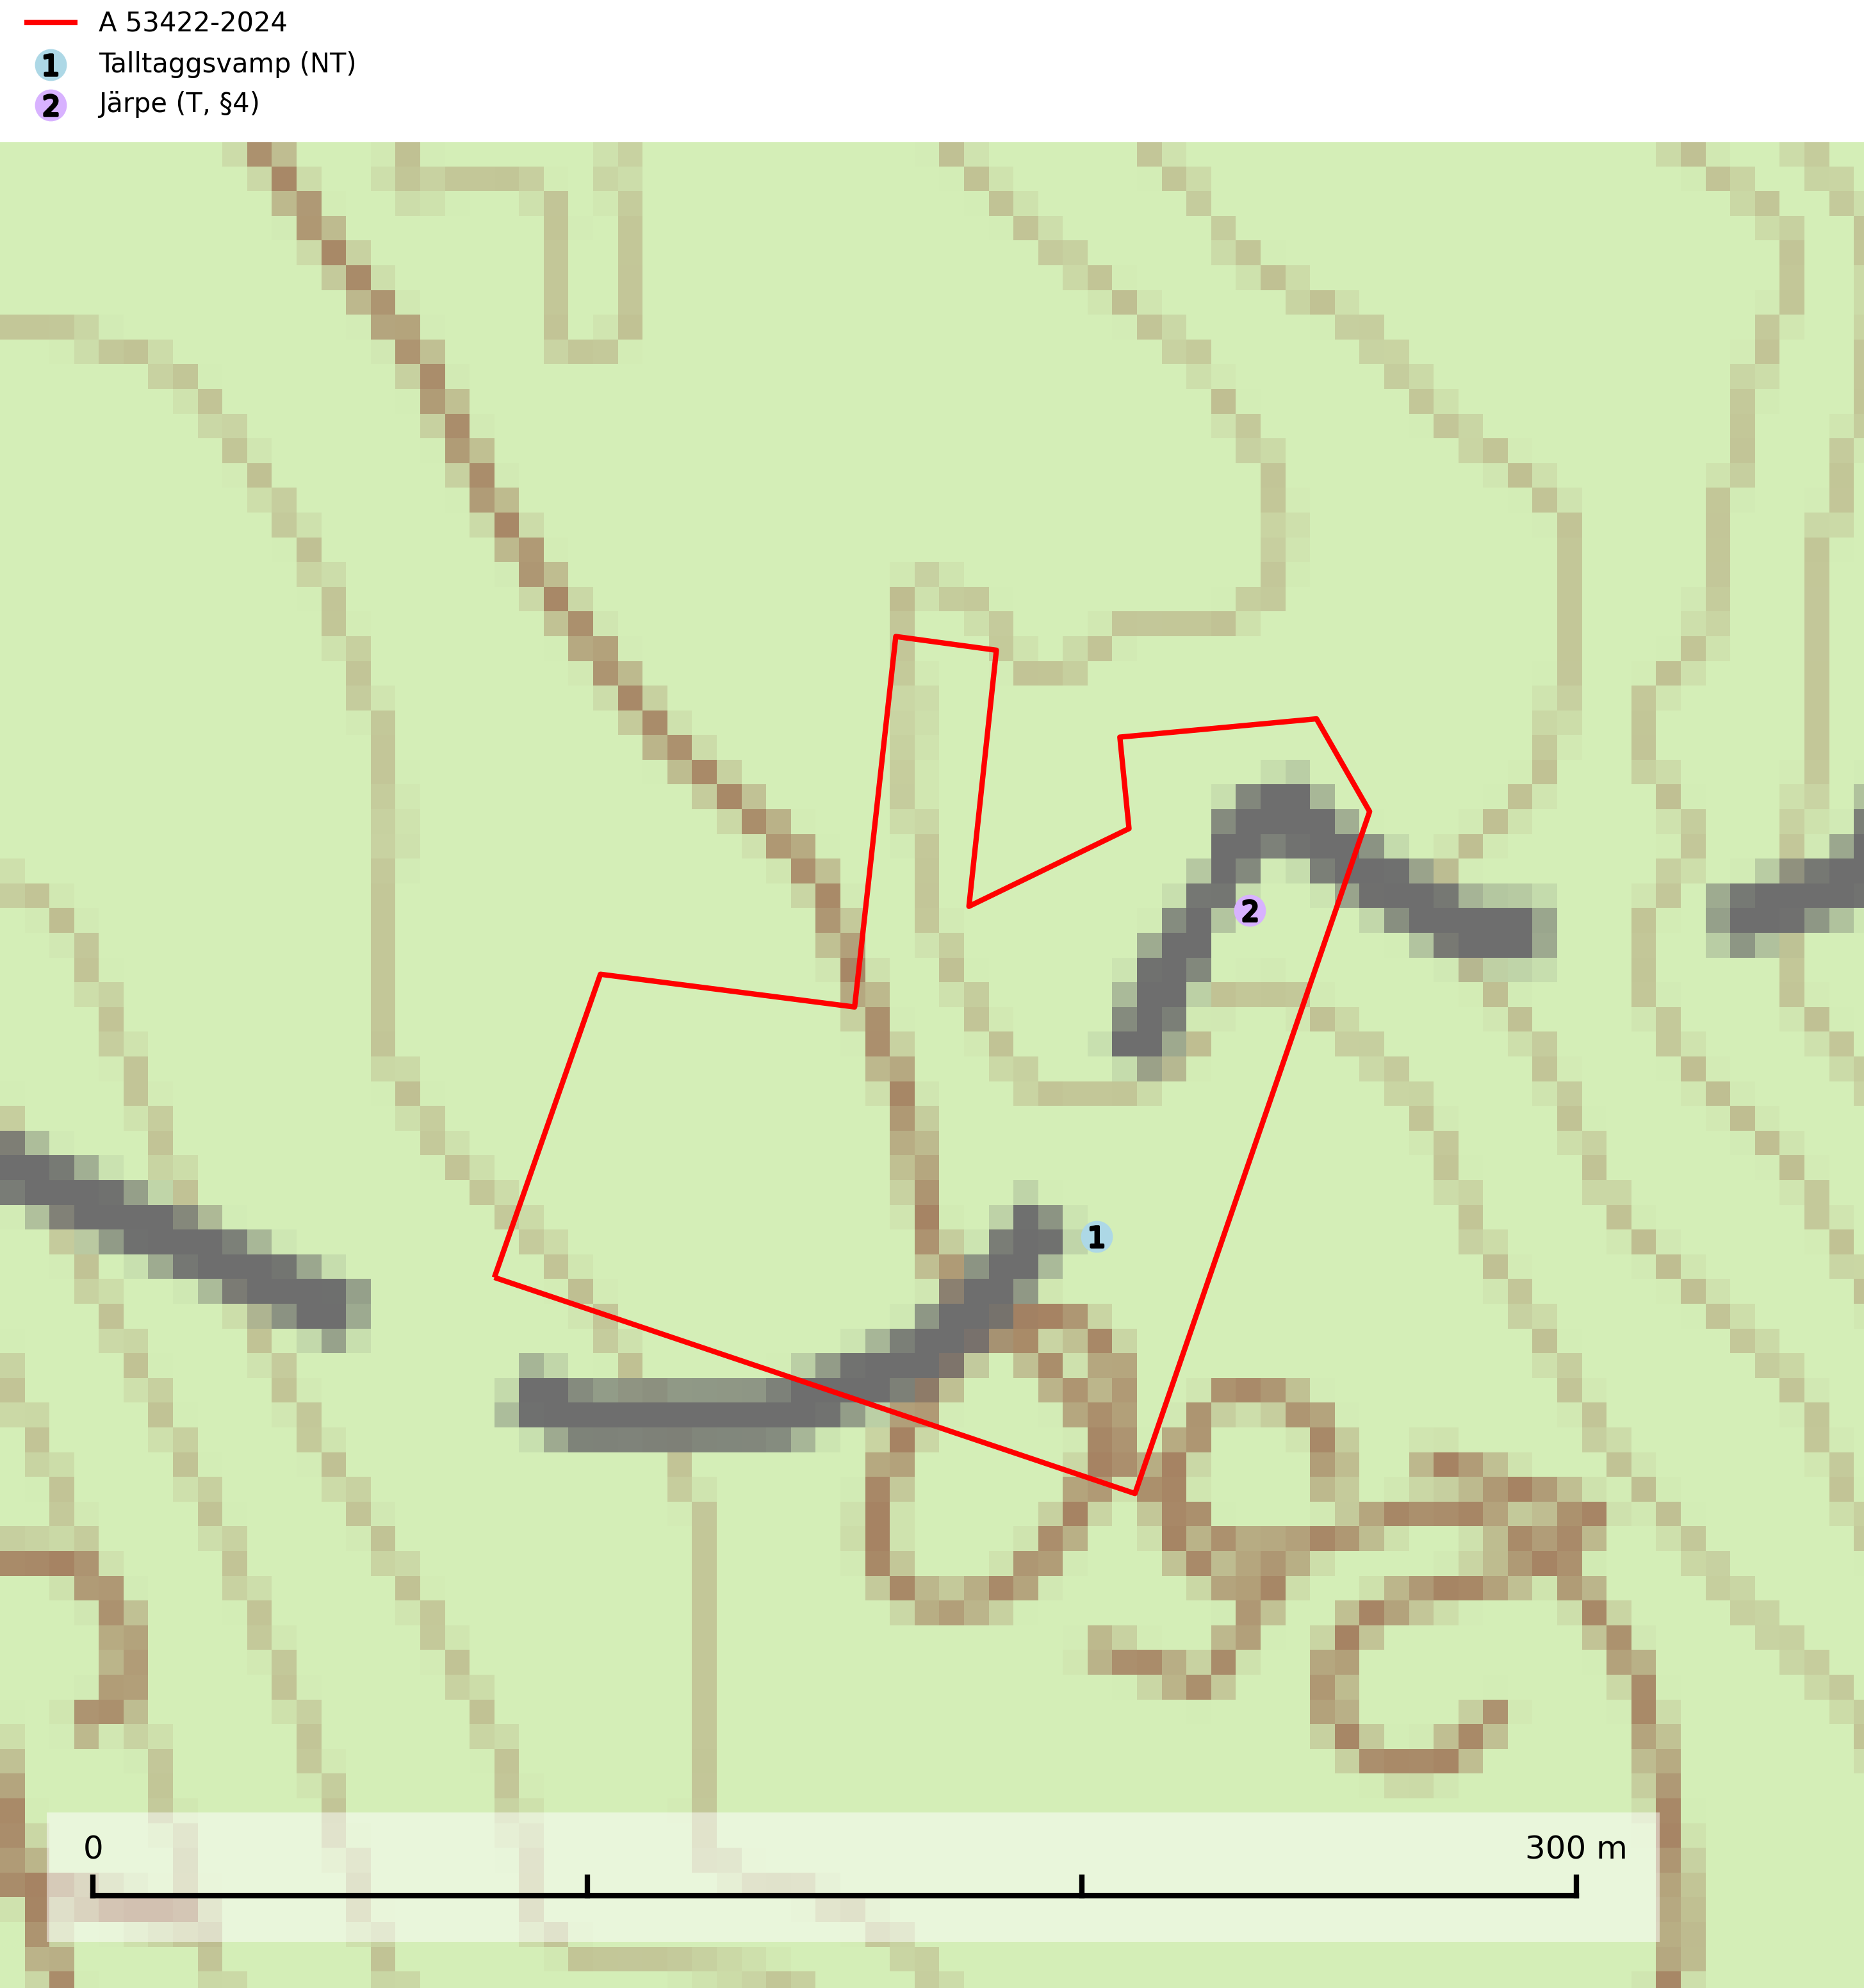 A 53422-2024
1 Talltaggsvamp (NT)
2 Järpe (T, §4)
2
1
0 300 m